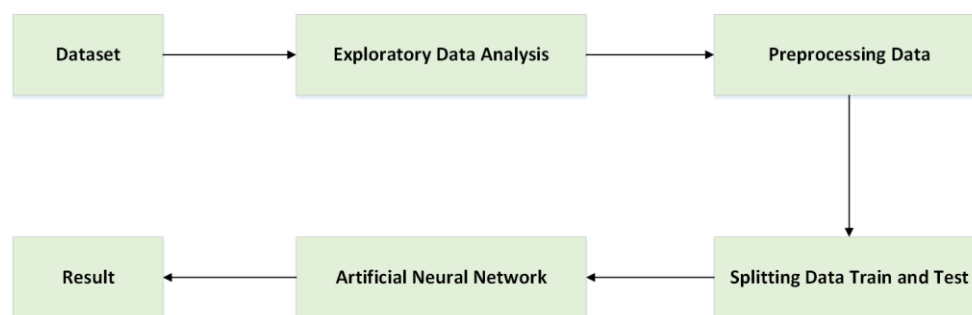 Dataset
Exploratory Data Analysis
Preprocessing Data
Result
Artificial Neural Network
Splitting Data Train and Test